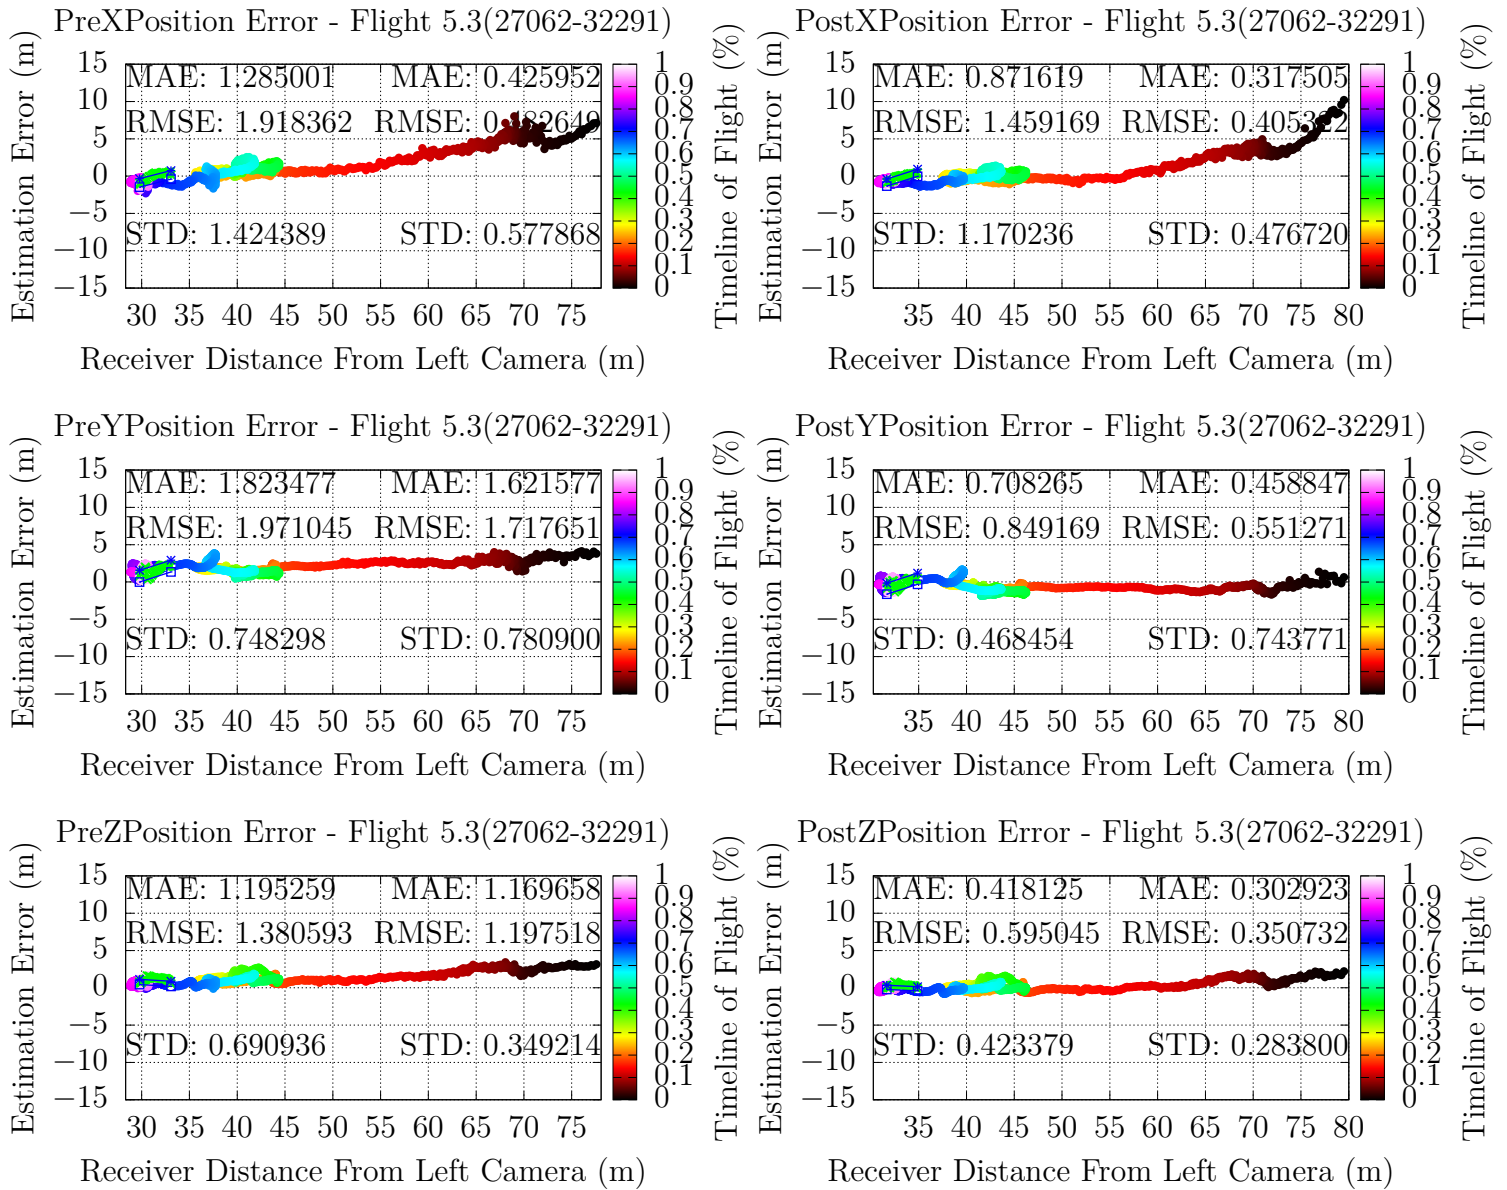 PreXPosition Error - Flight 5.3(27062-32291)
Estimation Error (m)
15
10
5
0
−5
−10
−15
MAE: 1.285001 MAE: 0.425952
RMSE: 1.918362 RMSE:
STD: 1.424389 STD: 0.577868
30 35 40 45 50 55 60 65 70 75
Receiver Distance From Left Camera (m)
1
0.9
0.8
0.7
0.6
0.5
0.4
0.3
0.2
0.1
0
Timeline of Flight (%)
PostXPosition Error - Flight 5.3(27062-32291)
Estimation Error (m)
15
10
5
0
−5
−10
−15
MAE: 0.871619 MAE: 0.317505
RMSE: 1.459169 RMSE:
STD: 1.170236 STD: 0.476720
35 40 45 50 55 60 65 70 75 80
Receiver Distance From Left Camera (m)
1
0.9
0.8
0.7
0.6
0.5
0.4
0.3
0.2
0.1
0
Timeline of Flight (%)
PreYPosition Error - Flight 5.3(27062-32291)
Estimation Error (m)
15
10
5
0
−5
−10
−15
MAE: 1.823477 MAE: 1.621577
RMSE: 1.971045 RMSE: 1.717651
STD: 0.748298 STD: 0.780900
30 35 40 45 50 55 60 65 70 75
Receiver Distance From Left Camera (m)
1
0.9
0.8
0.7
0.6
0.5
0.4
0.3
0.2
0.1
0
Timeline of Flight (%)
PostYPosition Error - Flight 5.3(27062-32291)
Estimation Error (m)
15
10
5
0
−5
−10
−15
MAE: 0.708265 MAE: 0.458847
RMSE: 0.849169 RMSE: 0.551271
STD: 0.468454 STD: 0.743771
35 40 45 50 55 60 65 70 75 80
Receiver Distance From Left Camera (m)
1
0.9
0.8
0.7
0.6
0.5
0.4
0.3
0.2
0.1
0
Timeline of Flight (%)
PreZPosition Error - Flight 5.3(27062-32291)
Estimation Error (m)
15
10
5
0
−5
−10
−15
MAE: 1.195259 MAE: 1.169658
RMSE: 1.380593 RMSE: 1.197518
STD: 0.690936 STD: 0.349214
30 35 40 45 50 55 60 65 70 75
Receiver Distance From Left Camera (m)
1
0.9
0.8
0.7
0.6
0.5
0.4
0.3
0.2
0.1
0
Timeline of Flight (%)
PostZPosition Error - Flight 5.3(27062-32291)
Estimation Error (m)
15
10
5
0
−5
−10
−15
MAE: 0.418125 MAE: 0.302923
RMSE: 0.595045 RMSE: 0.350732
STD: 0.423379 STD: 0.283800
35 40 45 50 55 60 65 70 75 80
Receiver Distance From Left Camera (m)
1
0.9
0.8
0.7
0.6
0.5
0.4
0.3
0.2
0.1
0
Timeline of Flight (%)